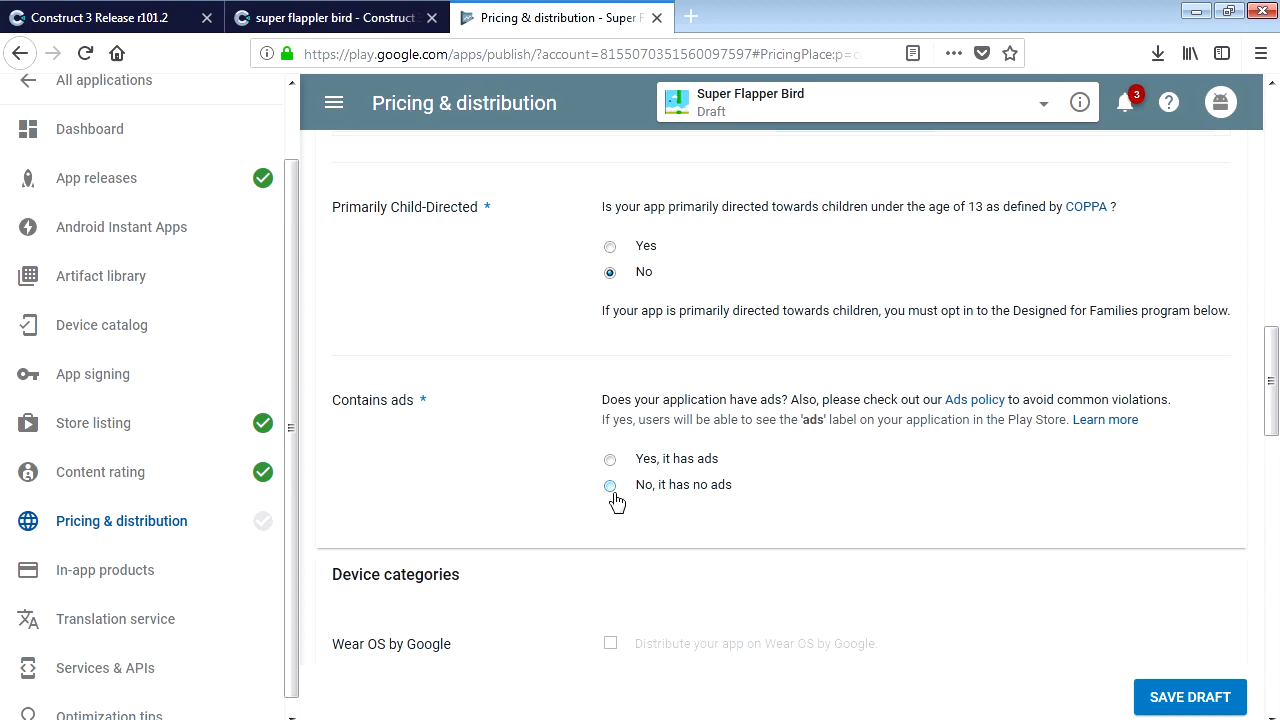 Construct 3 Release r101.2
super flappler bird - Construct
Pricing & distribution - Super F
https://play.google.com/apps/publish/?account=8155070351560097597#PricingPlace:p=
All applications
Dashboard
App releases
Android Instant Apps
Artifact library
Device catalog
App signing
Store listing
Content rating
Pricing & distribution
In-app products
Translation service
Services & APIs
Optimization tips
Pricing & distribution
Super Flapper Bird
Draft
3
Primarily Child-Directed *
Is your app primarily directed towards children under the age of 13 as defined by COPPA ?
Yes
No
If your app is primarily directed towards children, you must opt in to the Designed for Families program below.
Contains ads *
Does your application have ads? Also, please check out our Ads policy to avoid common violations.
If yes, users will be able to see the 'ads' label on your application in the Play Store. Learn more
Yes, it has ads
No, it has no ads
Device categories
Wear OS by Google
Distribute your app on Wear OS by Google.
SAVE DRAFT